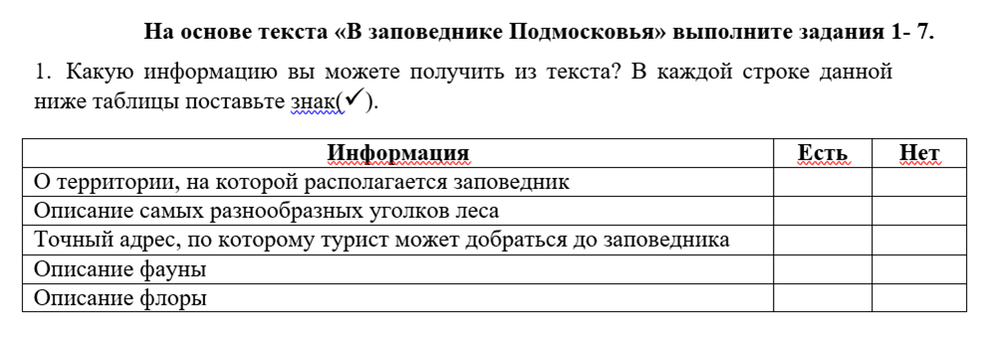 На основе текста «В заповеднике Подмосковья» выполните задания 1- 7.
1. Какую информацию вы можете получить из текста? В каждой строке данной
ниже таблицы поставьте знак(✓).
Информация Есть Нет
О территории, на которой располагается заповедник
Описание самых разнообразных уголков леса
Точный адрес, по которому турист может добраться до заповедника
Описание фауны
Описание флоры